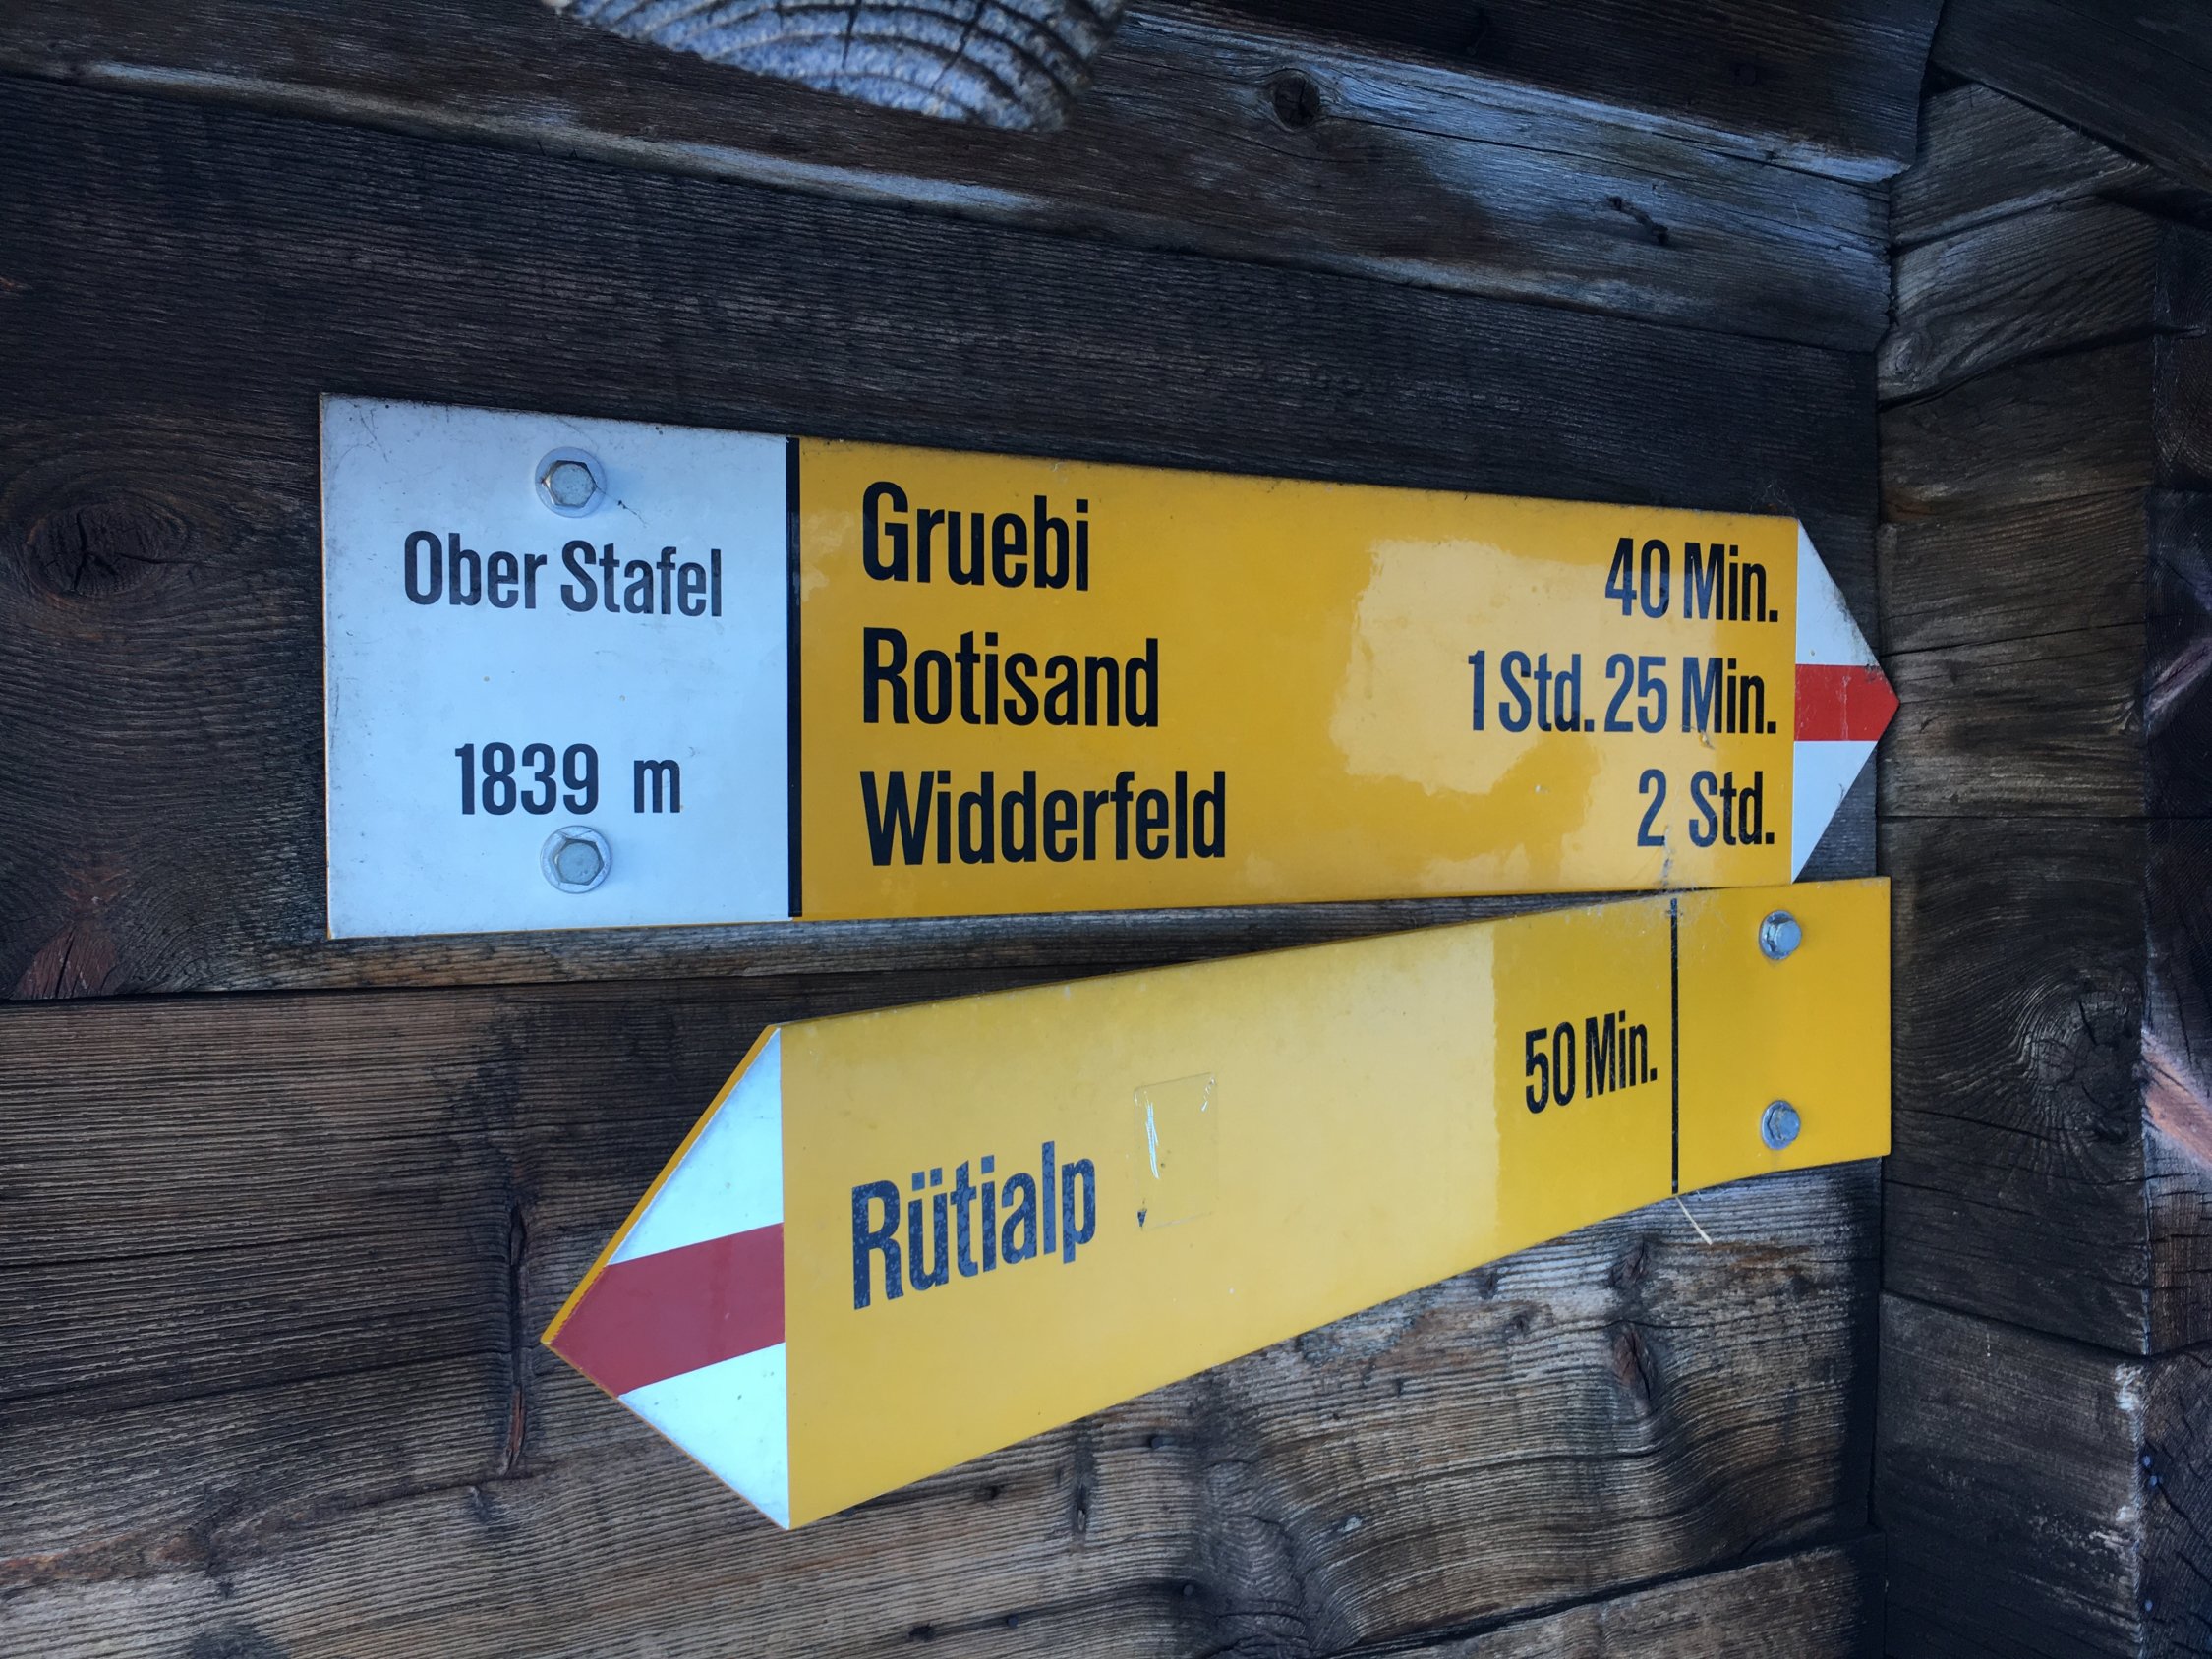 Ober Stafel
1839 m
Gruebi 40 Min.
Rotisand 1 Std. 25 Min.
Widderfeld 2 Std.
Rütialp 50 Min.